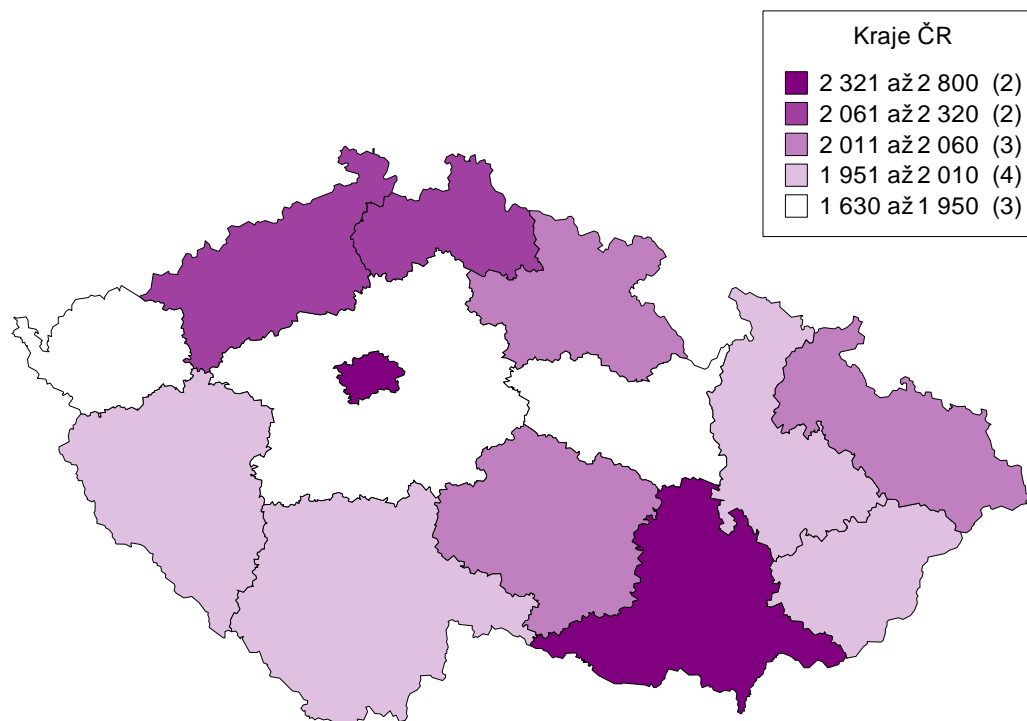 Kraje ČR
2 321 až 2 800 (2)
2 061 až 2 320 (2)
2 011 až 2 060 (3)
1 951 až 2 010 (4)
1 630 až 1 950 (3)